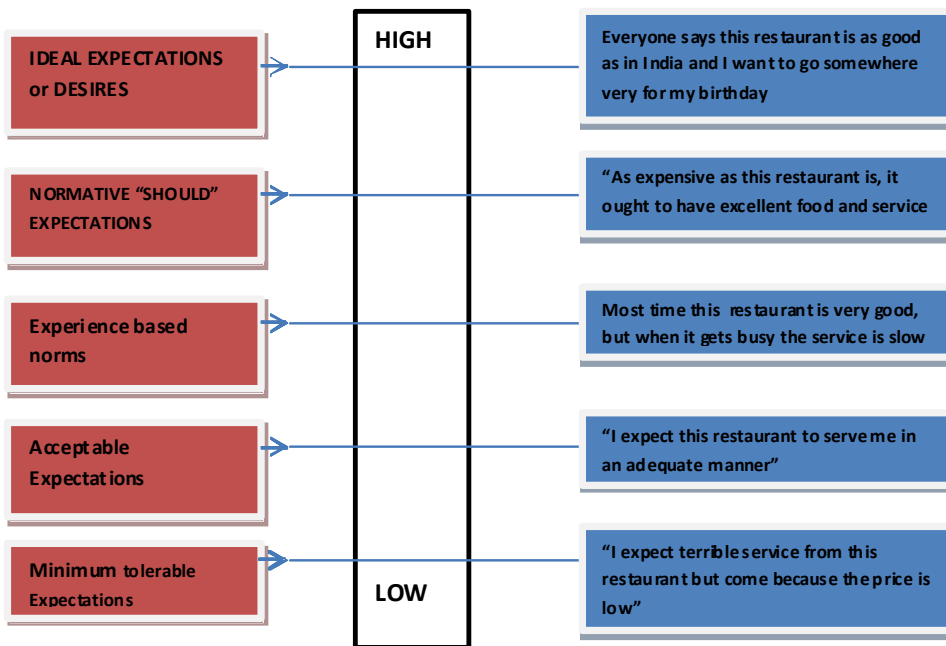 HIGH
IDEAL EXPECTATIONS
or DESIRES
Everyone says this restaurant is as good
as in India and I want to go somewhere
very for my birthday
NORMATIVE “SHOULD”
EXPECTATIONS
“As expensive as this restaurant is, it
ought to have excellent food and service
Experience based
norms
Most time this restaurant is very good,
but when it gets busy the service is slow
Acceptable
Expectations
“I expect this restaurant to serve me in
an adequate manner”
Minimum tolerable
Expectations
LOW
“I expect terrible service from this
restaurant but come because the price is
low”